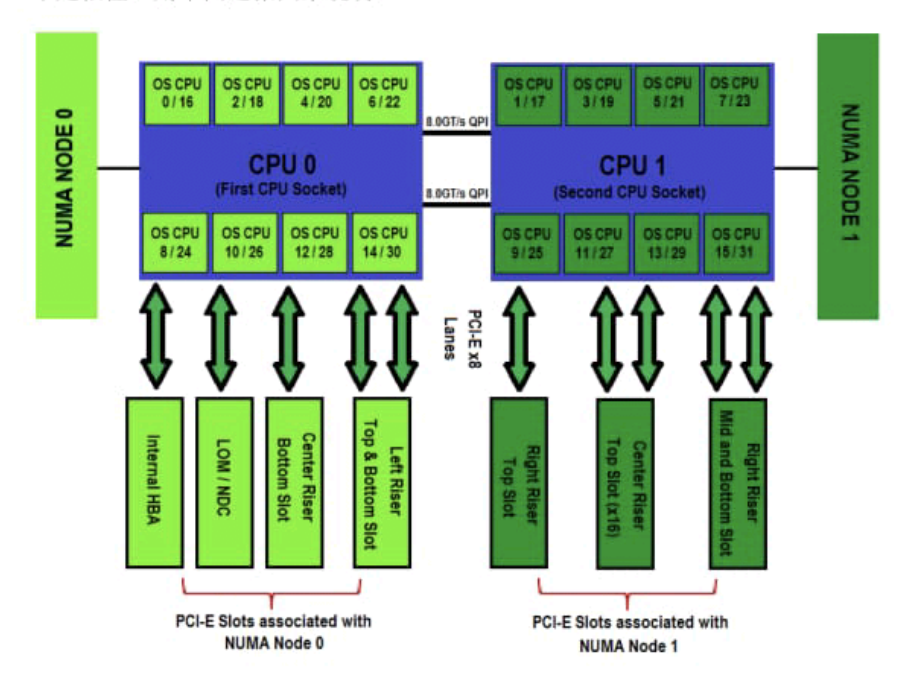 NUMA NODE 0
OS CPU
0 / 16
OS CPU
2 / 18
OS CPU
4 / 20
OS CPU
6 / 22
CPU 0
(First CPU Socket)
OS CPU
8 / 24
OS CPU
10 / 26
OS CPU
12 / 28
OS CPU
14 / 30
8.0GT/s QPI
8.0GT/s QPI
OS CPU
1 / 17
OS CPU
3 / 19
OS CPU
5 / 21
OS CPU
7 / 23
CPU 1
(Second CPU Socket)
OS CPU
9 / 25
OS CPU
11 / 27
OS CPU
13 / 29
OS CPU
15 / 31
NUMA NODE 1
PCI-E x8
Lanes
Internal HBA
LOM / NDC
Center Riser
Bottom Slot
Left Riser
Top & Bottom Slot
Right Riser
Top Slot
Center Riser
Top Slot (x16)
Right Riser
Mid and Bottom Slot
PCI-E Slots associated with
NUMA Node 0
PCI-E Slots associated with
NUMA Node 1